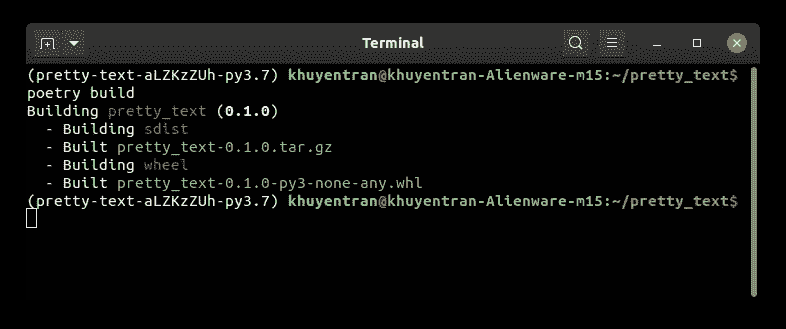 Terminal
(pretty-text-aLZKzZUh-py3.7) khuyentran@khuyentran-Alienware-m15:~/pretty_text$
poetry build
Building pretty_text (0.1.0)
  - Building sdist
  - Built pretty_text-0.1.0.tar.gz
  - Building wheel
  - Built pretty_text-0.1.0-py3-none-any.whl
(pretty-text-aLZKzZUh-py3.7) khuyentran@khuyentran-Alienware-m15:~/pretty_text$